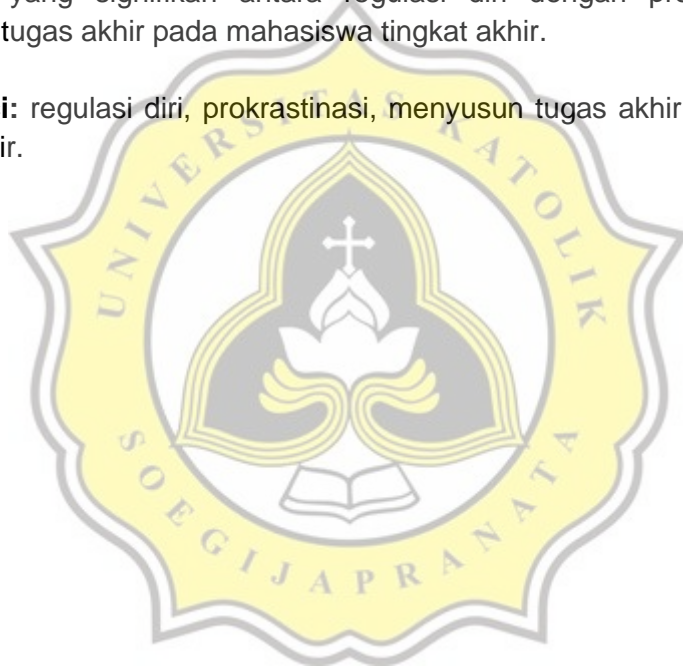 yang signifikan antara regulasi diri dengan
tugas akhir pada mahasiswa tingkat akhir.
i: regulasi diri, prokrastinasi, menyusun tugas akhir
ir.
UNIVERSITAS KATOLIK
SOEGIJAPRANATA